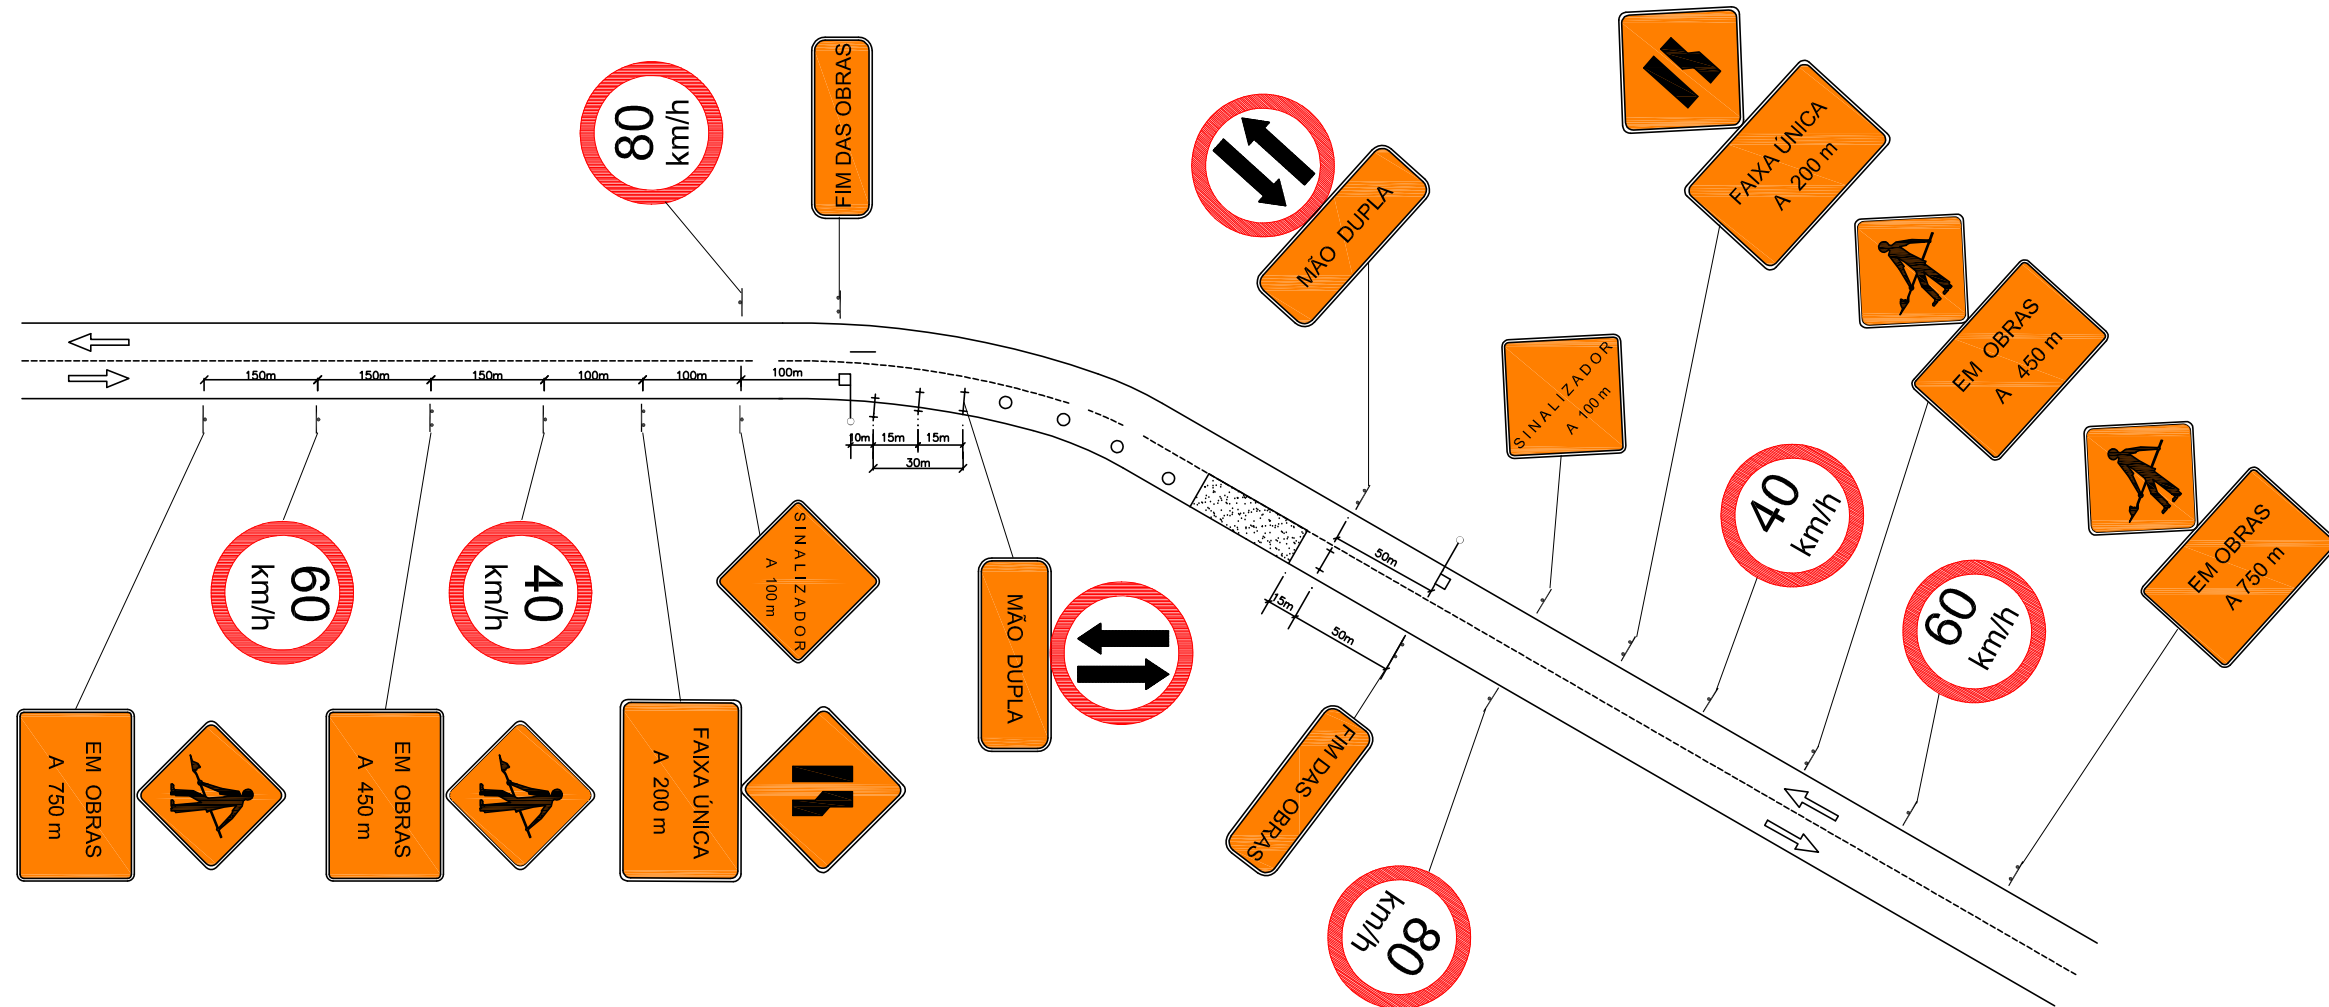 80
km/h
FIM DAS OBRAS
MÃO DUPLA
FAIXA ÚNICA
A 200 m
EM OBRAS
A 450 m
EM OBRAS
A 750 m
SINALIZADOR
A 100 m
40
km/h
60
km/h
150m
150m
150m
100m
100m
100m
10m
15m
15m
30m
50m
15m
50m
60
km/h
40
km/h
SINALIZADOR
A 100 m
MÃO DUPLA
EM OBRAS
A 750 m
EM OBRAS
A 450 m
FAIXA ÚNICA
A 200 m
FIM DAS OBRAS
80
km/h